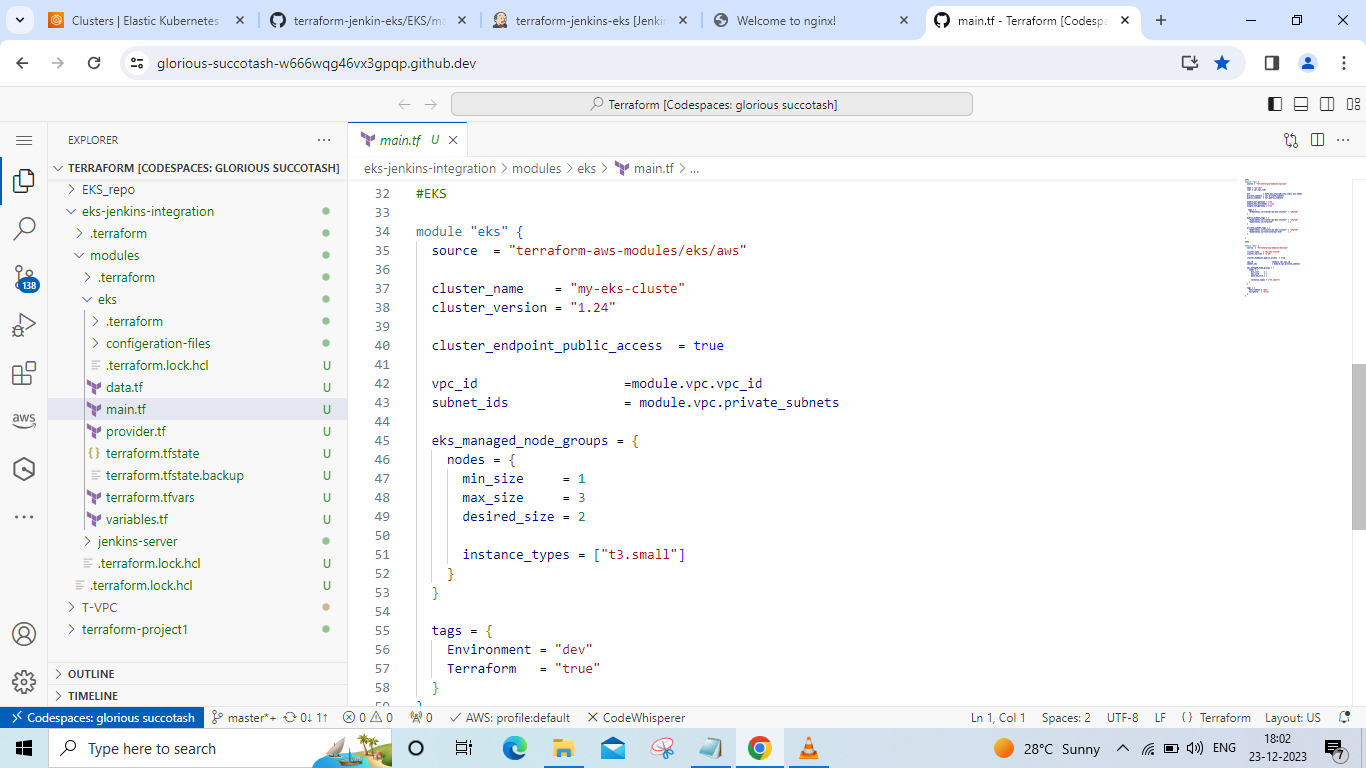 Clusters | Elastic Kubernetes
terraform-jenkin-eks/EKS/m
terraform-jenkins-eks [Jenki
Welcome to nginx!
main.tf - Terraform [Codesp
glorious-succotash-w666wqg46vx3gpqp.github.dev
Terraform [Codespaces: glorious succotash]
EXPLORER
TERRAFORM [CODESPACES: GLORIOUS SUCCOTASH]
EKS_repo
eks-jenkins-integration
.terraform
modules
.terraform
eks
.terraform
configeration-files
.terraform.lock.hcl U
data.tf U
main.tf U
provider.tf U
terraform.tfstate U
terraform.tfstate.backup U
terraform.tfvars U
variables.tf U
jenkins-server
.terraform.lock.hcl U
.terraform.lock.hcl U
T-VPC
terraform-project1
OUTLINE
TIMELINE
138
aws
main.tf U
eks-jenkins-integration > modules > eks > main.tf > ...
32 #EKS
33
34 module "eks" {
35 source  = "terraform-aws-modules/eks/aws"
36
37 cluster_name    = "my-eks-cluste"
38 cluster_version = "1.24"
39
40 cluster_endpoint_public_access  = true
41
42 vpc_id                   =module.vpc.vpc_id
43 subnet_ids               = module.vpc.private_subnets
44
45 eks_managed_node_groups = {
46 nodes = {
47 min_size     = 1
48 max_size     = 3
49 desired_size = 2
50
51 instance_types = ["t3.small"]
52 }
53 }
54
55 tags = {
56 Environment = "dev"
57 Terraform   = "true"
58 }
59 }
Codespaces: glorious succotash
master*+
0↓ 1↑
0
0
0
AWS: profile:default
CodeWhisperer
Ln 1, Col 1
Spaces: 2
UTF-8
LF
{ } Terraform
Layout: US
Type here to search
28°C Sunny
ENG
18:02
23-12-2023
7